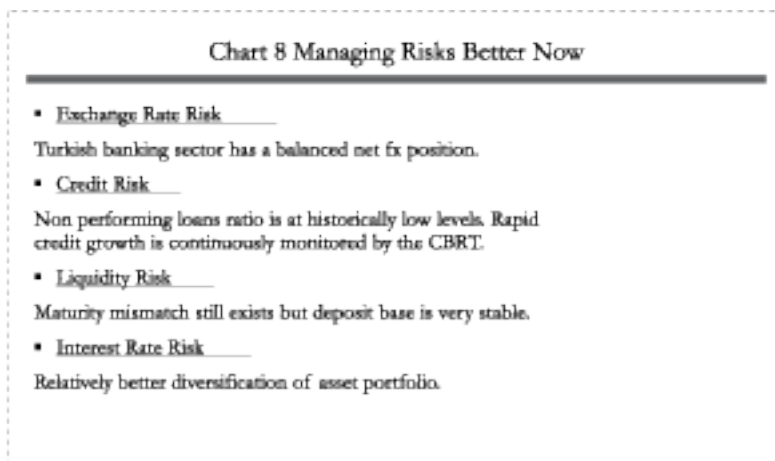 Chart 8 Managing Risks Better Now
▪ Exchange Rate Risk
Turkish banking sector has a balanced net fx position.
▪ Credit Risk
Non performing loans ratio is at historically low levels. Rapid
credit growth is continuously monitored by the CBRT.
▪ Liquidity Risk
Maturity mismatch still exists but deposit base is very stable.
▪ Interest Rate Risk
Relatively better diversification of asset portfolio.